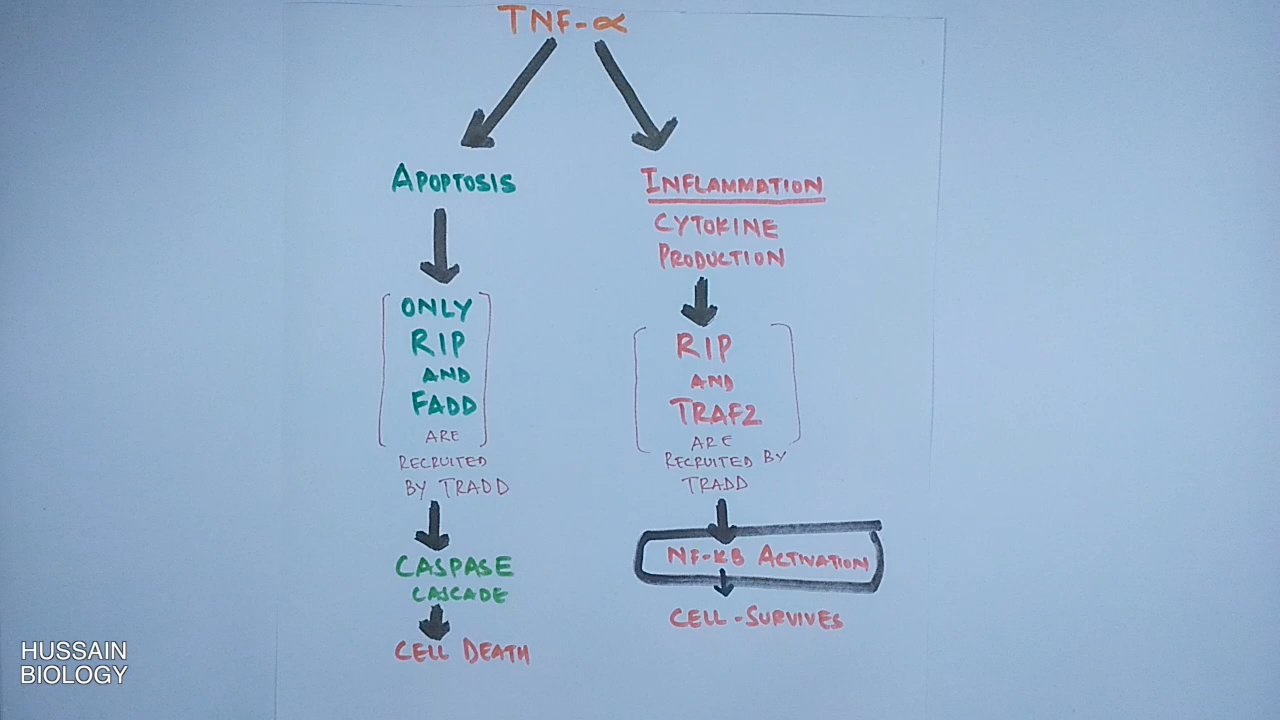 TNF-α
APOPTOSIS
ONLY
RIP
AND
FADD
ARE
RECRUITED
BY TRADD
CASPASE
CASCADE
CELL DEATH
INFLAMMATION
CYTOKINE
PRODUCTION
RIP
AND
TRAF2
ARE
RECRUITED BY
TRADD
NF-KB ACTIVATION
CELL-SURVIVES
HUSSAIN
BIOLOGY